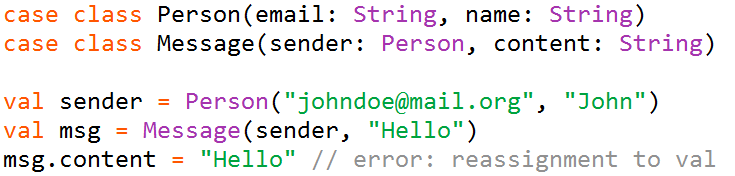 case class Person(email: String, name: String)
case class Message(sender: Person, content: String)
val sender = Person("johndoe@mail.org", "John")
val msg = Message(sender, "Hello")
msg.content = "Hello" // error: reassignment to val